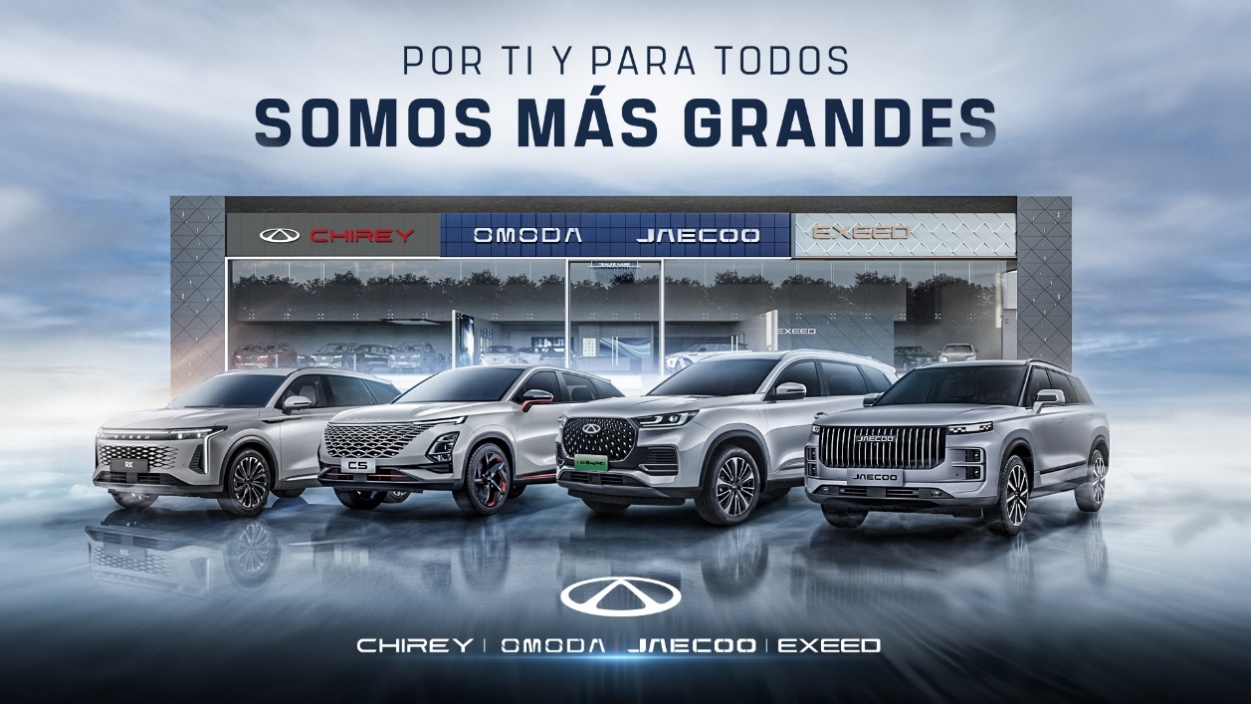 POR TI Y PARA TODOS
SOMOS MÁS GRANDES
CHIREY OMODA JAECOO EXEED
EXEED
RX
C5
JAECOO
JAECOO
CHIREY | OMODA | JAECOO | EXEED